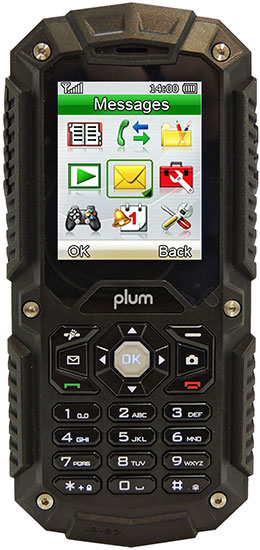 14:00
Messages
1
OK Back
plum
OK
1 2 ABC 3 DEF
4 GHI 5 JKL 6 MNO
7 PQRS 8 TUV 9 WXYZ
* + 0 #